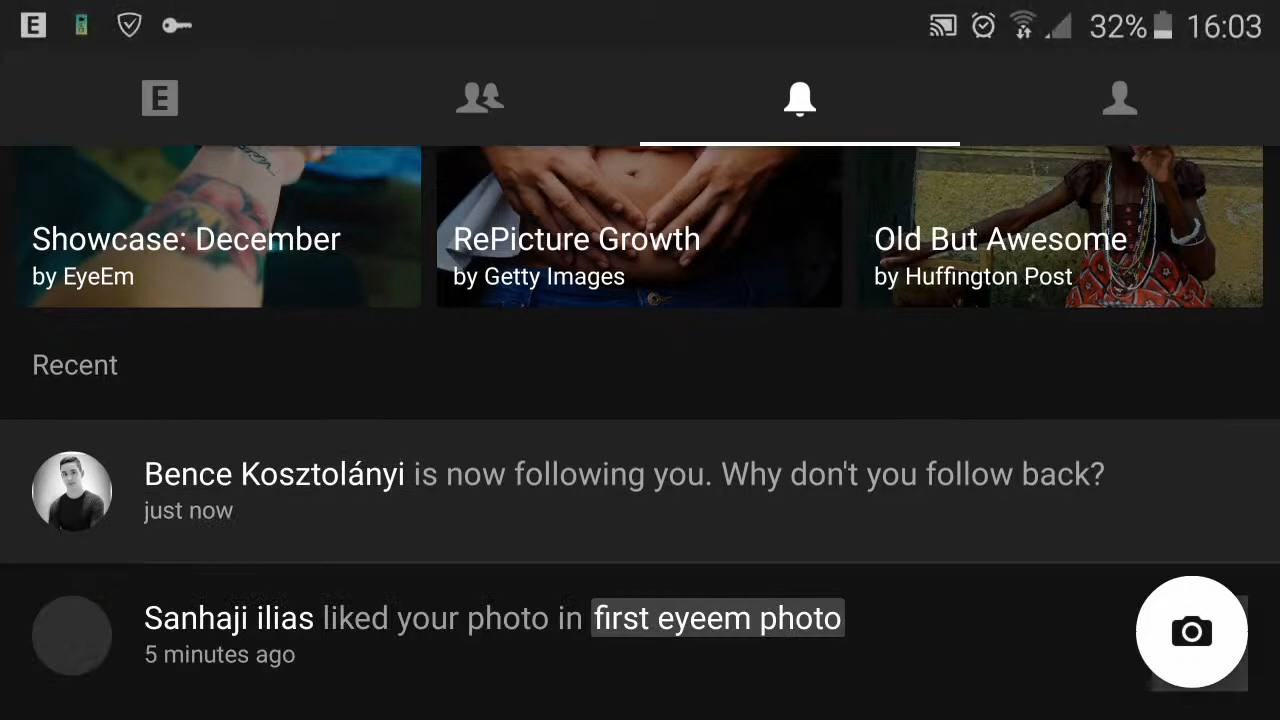 E
32% 16:03
E
Showcase: December
by EyeEm
RePicture Growth
by Getty Images
Old But Awesome
by Huffington Post
Recent
Bence Kosztolányi is now following you. Why don't you follow back?
just now
Sanhaji ilias liked your photo in first eyeem photo
5 minutes ago